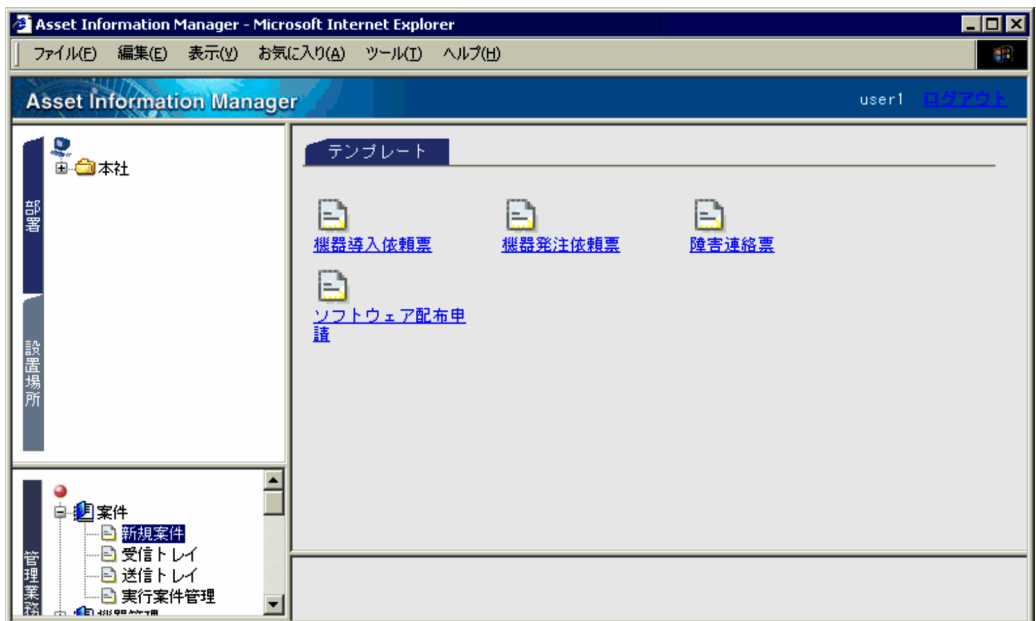 Asset Information Manager - Microsoft Internet Explorer
ファイル(F) 編集(E) 表示(V) お気に入り(A) ツール(T) ヘルプ(H)
Asset Information Manager
user1 ログアウト
部署
設置場所
本社
テンプレート
機器導入依頼票
機器発注依頼票
障害連絡票
ソフトウェア配布申
請
管理業務
案件
新規案件
受信トレイ
送信トレイ
実行案件管理
機器管理